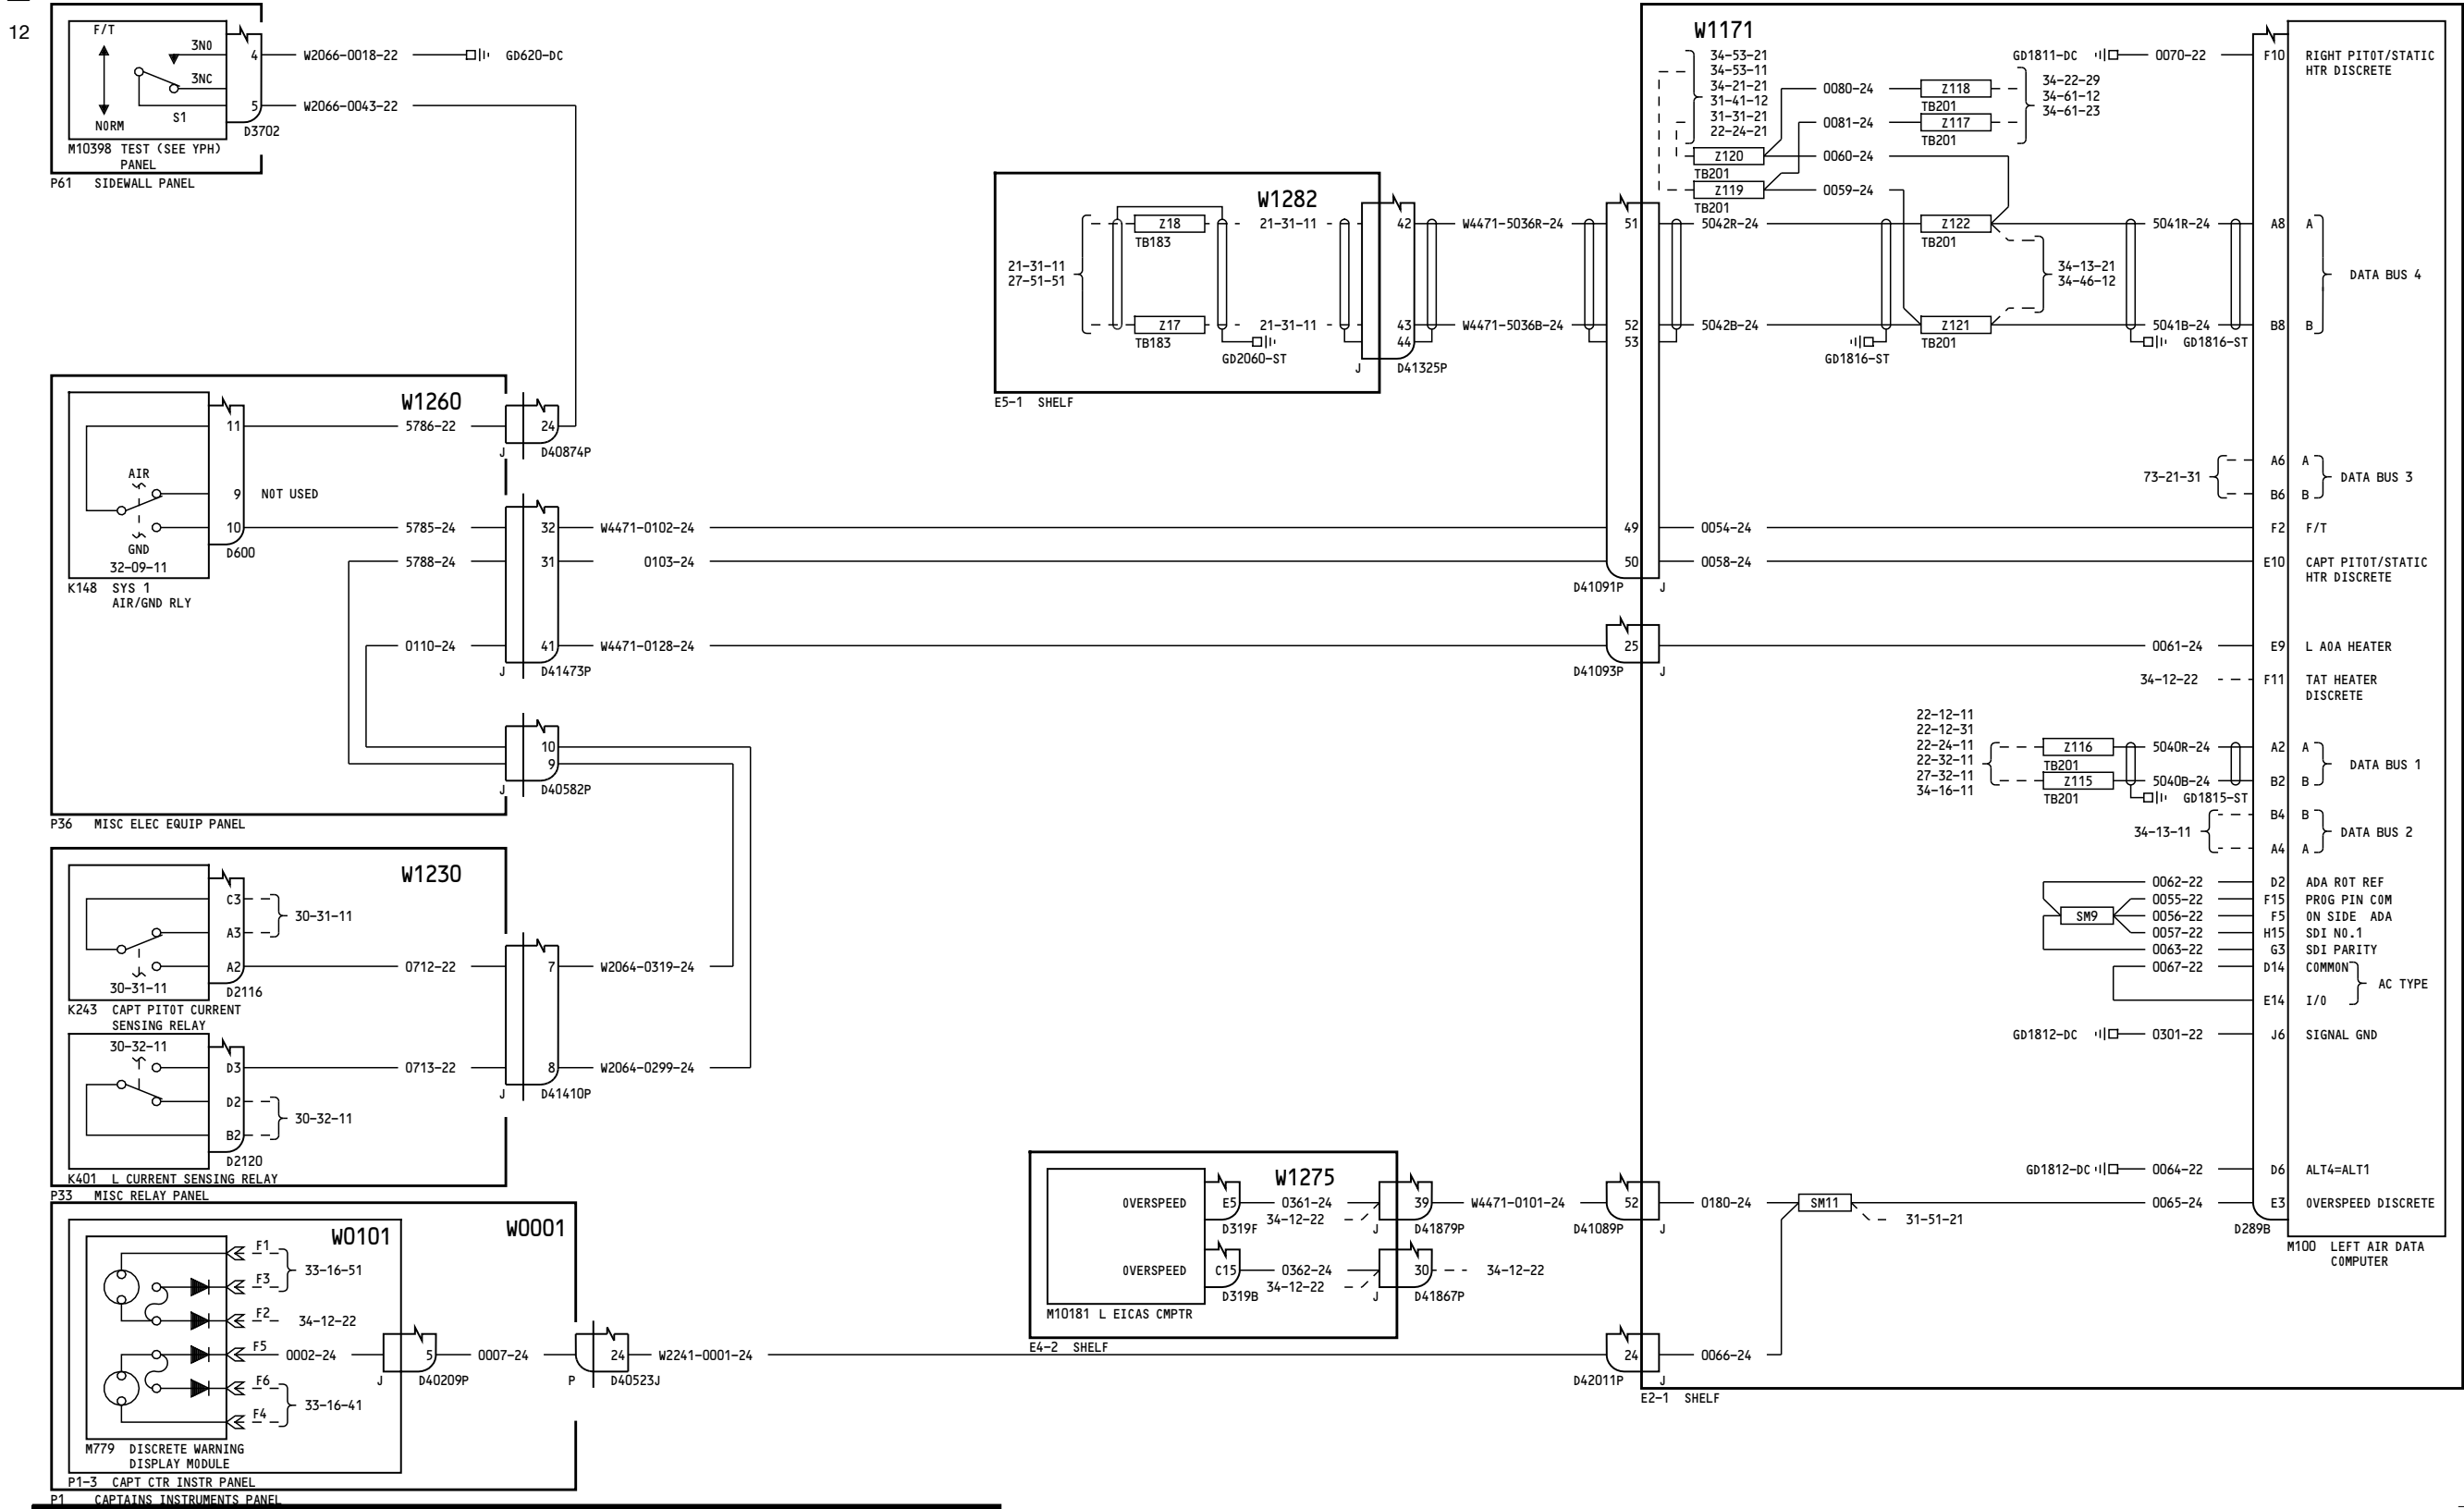 12
F/T
3NO
3NC
S1
NORM
4
5
D3702
M10398 TEST (SEE YPH)
PANEL
P61 SIDEWALL PANEL
W2066-0018-22
GD620-DC
W2066-0043-22
W1260
11
5786-22
24
J
D40874P
AIR
9
NOT USED
10
5785-24
GND
D600
32-09-11
K148 SYS 1
AIR/GND RLY
5788-24
0110-24
32
W4471-0102-24
31
0103-24
41
W4471-0128-24
J
D41473P
10
9
J
D40582P
P36 MISC ELEC EQUIP PANEL
W1230
C3
30-31-11
A3
A2
0712-22
30-31-11
D2116
K243 CAPT PITOT CURRENT
SENSING RELAY
7
W2064-0319-24
30-32-11
D3
0713-22
8
W2064-0299-24
J
D41410P
D2
30-32-11
B2
D2120
K401 L CURRENT SENSING RELAY
P33 MISC RELAY PANEL
W0101
W0001
F1
33-16-51
F3
F2
34-12-22
F5
0002-24
5
0007-24
24
W2241-0001-24
J
D40209P
P
D40523J
F6
33-16-41
F4
M779 DISCRETE WARNING
DISPLAY MODULE
P1-3 CAPT CTR INSTR PANEL
P1 CAPTAINS INSTRUMENTS PANEL
W1282
21-31-11
27-51-51
Z18
TB183
21-31-11
42
W4471-5036R-24
51
Z17
TB183
21-31-11
43
W4471-5036B-24
52
44
53
GD2060-ST
J
D41325P
E5-1 SHELF
49
50
D41091P
J
25
D41093P
J
W1275
OVERSPEED
E5
0361-24
34-12-22
D319F
J
39
D41879P
W4471-0101-24
52
D41089P
J
OVERSPEED
C15
0362-24
34-12-22
D319B
J
30
D41867P
34-12-22
M10181 L EICAS CMPTR
E4-2 SHELF
24
D42011P
J
W1171
34-53-21
34-53-11
34-21-21
31-41-12
31-31-21
22-24-21
Z120
TB201
Z119
TB201
0080-24
0081-24
0060-24
0059-24
Z118
TB201
Z117
TB201
34-22-29
34-61-12
34-61-23
GD1811-DC
0070-22
F10
RIGHT PITOT/STATIC
HTR DISCRETE
5042R-24
Z122
TB201
5041R-24
A8
A
34-13-21
34-46-12
DATA BUS 4
5042B-24
Z121
TB201
5041B-24
B8
B
GD1816-ST
GD1816-ST
73-21-31
A6
A
DATA BUS 3
B6
B
0054-24
F2
F/T
0058-24
E10
CAPT PITOT/STATIC
HTR DISCRETE
0061-24
E9
L AOA HEATER
34-12-22
F11
TAT HEATER
DISCRETE
22-12-11
22-12-31
22-24-11
22-32-11
27-32-11
34-16-11
Z116
TB201
5040R-24
A2
A
DATA BUS 1
Z115
TB201
5040B-24
B2
B
GD1815-ST
B4
B
34-13-11
DATA BUS 2
A4
A
SM9
0062-22
D2
ADA ROT REF
0055-22
F15
PROG PIN COM
0056-22
F5
ON SIDE ADA
0057-22
H15
SDI NO.1
0063-22
G3
SDI PARITY
0067-22
D14
COMMON
AC TYPE
E14
I/O
GD1812-DC
0301-22
J6
SIGNAL GND
GD1812-DC
0064-22
D6
ALT4=ALT1
0180-24
SM11
31-51-21
0065-24
E3
OVERSPEED DISCRETE
0066-24
D289B
M100 LEFT AIR DATA
COMPUTER
E2-1 SHELF